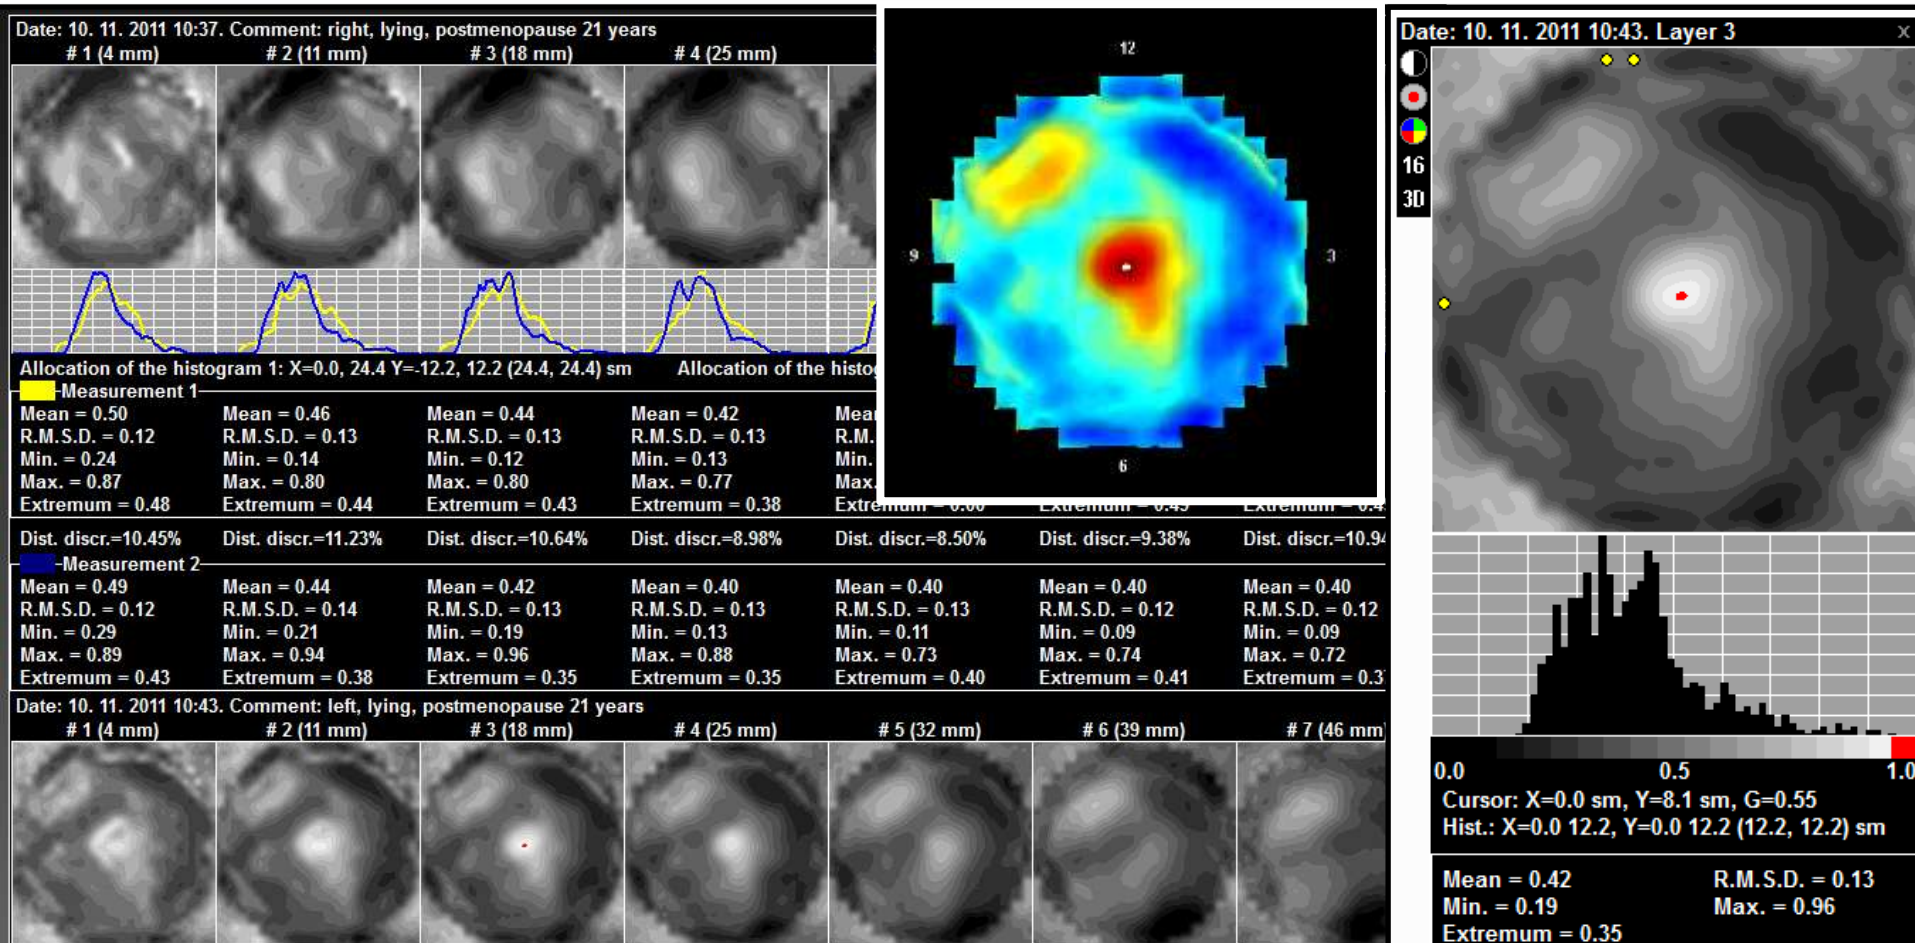 Date: 10. 11. 2011 10:37. Comment: right, lying, postmenopause 21 years
# 1 (4 mm) # 2 (11 mm) # 3 (18 mm) # 4 (25 mm)
Allocation of the histogram 1: X=0.0, 24.4 Y=-12.2, 12.2 (24.4, 24.4) sm Allocation of the
Measurement 1
Mean = 0.50 Mean = 0.46 Mean = 0.44 Mean = 0.42
R.M.S.D. = 0.12 R.M.S.D. = 0.13 R.M.S.D. = 0.13 R.M.S.D. = 0.13
Min. = 0.24 Min. = 0.14 Min. = 0.12 Min. = 0.13 Min.
Max. = 0.87 Max. = 0.80 Max. = 0.80 Max. = 0.77 Max.
Extremum = 0.48 Extremum = 0.44 Extremum = 0.43 Extremum = 0.38
Dist. discr.=10.45% Dist. discr.=11.23% Dist. discr.=10.64% Dist. discr.=8.98% Dist. discr.=8.50% Dist. discr.=9.38% Dist. discr.=10.94
Measurement 2
Mean = 0.49 Mean = 0.44 Mean = 0.42 Mean = 0.40 Mean = 0.40 Mean = 0.40 Mean = 0.40
R.M.S.D. = 0.12 R.M.S.D. = 0.14 R.M.S.D. = 0.13 R.M.S.D. = 0.13 R.M.S.D. = 0.13 R.M.S.D. = 0.12 R.M.S.D. = 0.12
Min. = 0.29 Min. = 0.21 Min. = 0.19 Min. = 0.13 Min. = 0.11 Min. = 0.09 Min. = 0.09
Max. = 0.89 Max. = 0.94 Max. = 0.96 Max. = 0.88 Max. = 0.73 Max. = 0.74 Max. = 0.72
Extremum = 0.43 Extremum = 0.38 Extremum = 0.35 Extremum = 0.35 Extremum = 0.40 Extremum = 0.41 Extremum = 0.3
Date: 10. 11. 2011 10:43. Comment: left, lying, postmenopause 21 years
# 1 (4 mm) # 2 (11 mm) # 3 (18 mm) # 4 (25 mm) # 5 (32 mm) # 6 (39 mm) # 7 (46 mm)
12
9 3
6
Date: 10. 11. 2011 10:43. Layer 3 X
16
3D
0.0 0.5 1.0
Cursor: X=0.0 sm, Y=8.1 sm, G=0.55
Hist.: X=0.0 12.2, Y=0.0 12.2 (12.2, 12.2) sm
Mean = 0.42 R.M.S.D. = 0.13
Min. = 0.19 Max. = 0.96
Extremum = 0.35